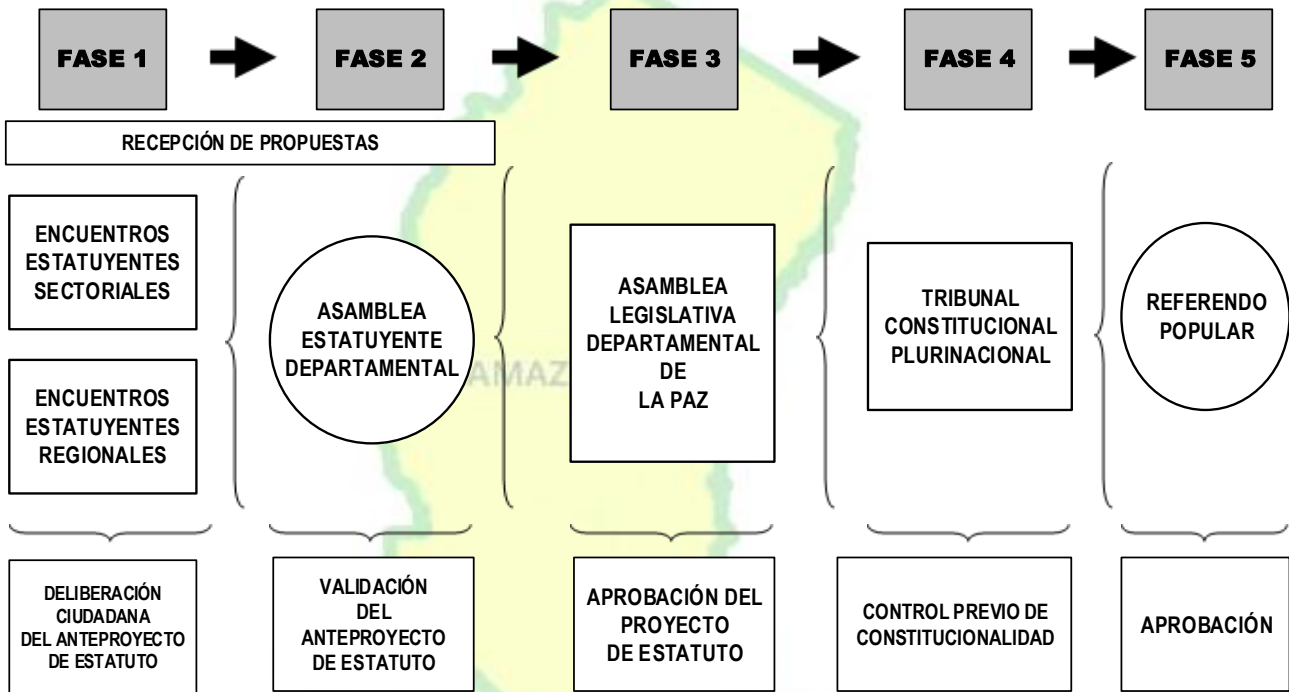 FASE 1
FASE 2
FASE 3
FASE 4
FASE 5
RECEPCIÓN DE PROPUESTAS
ENCUENTROS
ESTATUYENTES
SECTORIALES
ENCUENTROS
ESTATUYENTES
REGIONALES
ASAMBLEA
ESTATUYENTE
DEPARTAMENTAL
AMAZ
ASAMBLEA
LEGISLATIVA
DEPARTAMENTAL
DE
LA PAZ
TRIBUNAL
CONSTITUCIONAL
PLURINACIONAL
REFERENDO
POPULAR
DELIBERACIÓN
CIUDADANA
DEL ANTEPROYECTO
DE ESTATUTO
VALIDACIÓN
DEL
ANTEPROYECTO
DE ESTATUTO
APROBACIÓN DEL
PROYECTO
DE ESTATUTO
CONTROL PREVIO DE
CONSTITUCIONALIDAD
APROBACIÓN